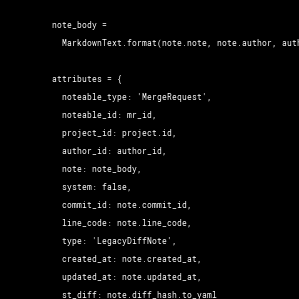 note_body =
MarkdownText.format(note.note, note.author, auth
attributes = {
noteable_type: 'MergeRequest',
noteable_id: mr_id,
project_id: project.id,
author_id: author_id,
note: note_body,
system: false,
commit_id: note.commit_id,
line_code: note.line_code,
type: 'LegacyDiffNote',
created_at: note.created_at,
updated_at: note.updated_at,
st_diff: note.diff_hash.to_yaml